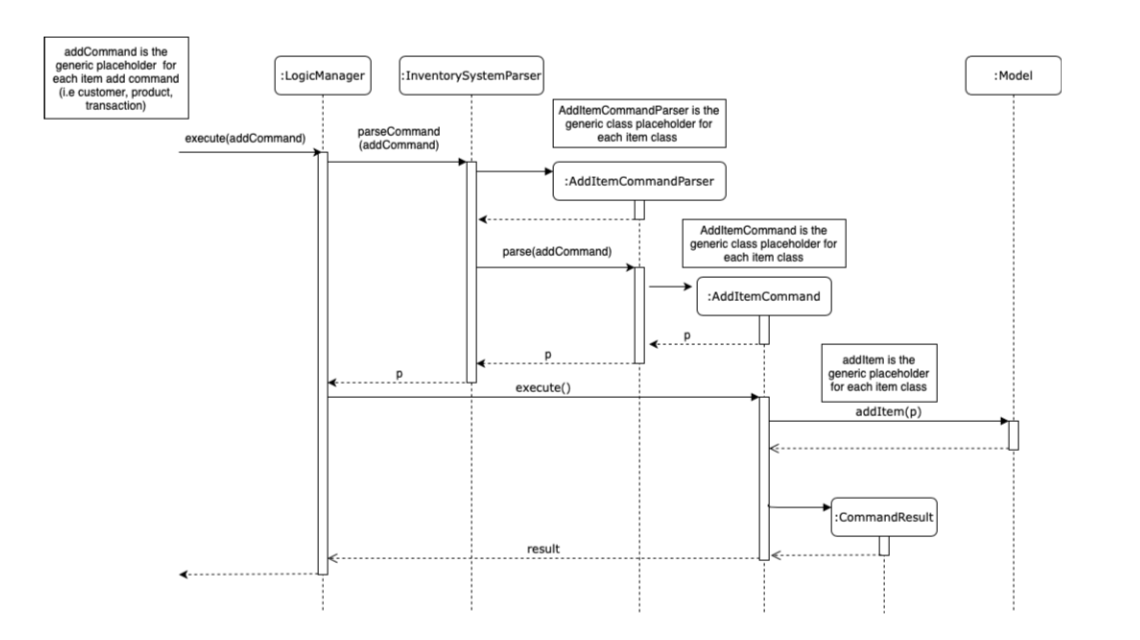 addCommand is the
generic placeholder for
each item add command
(i.e customer, product,
transaction)
:LogicManager
:InventorySystemParser
:Model
AddItemCommandParser is the
generic class placeholder for
each item class
execute(addCommand)
parseCommand
(addCommand)
:AddItemCommandParser
AddItemCommand is the
generic class placeholder for
each item class
parse(addCommand)
:AddItemCommand
p
p
p
addItem is the
generic placeholder
for each item class
execute()
addItem(p)
:CommandResult
result